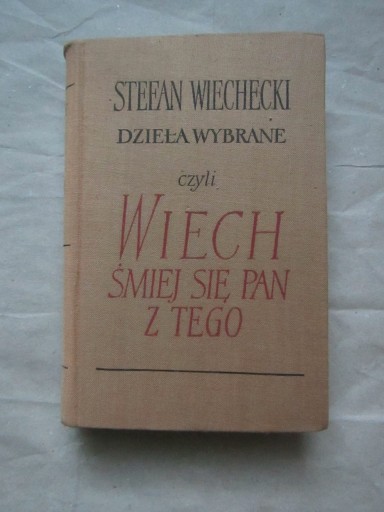 STEFAN WIECHECKI
DZIEŁA WYBRANE
czyli
WIECH
ŚMIEJ SIĘ PAN
Z TEGO